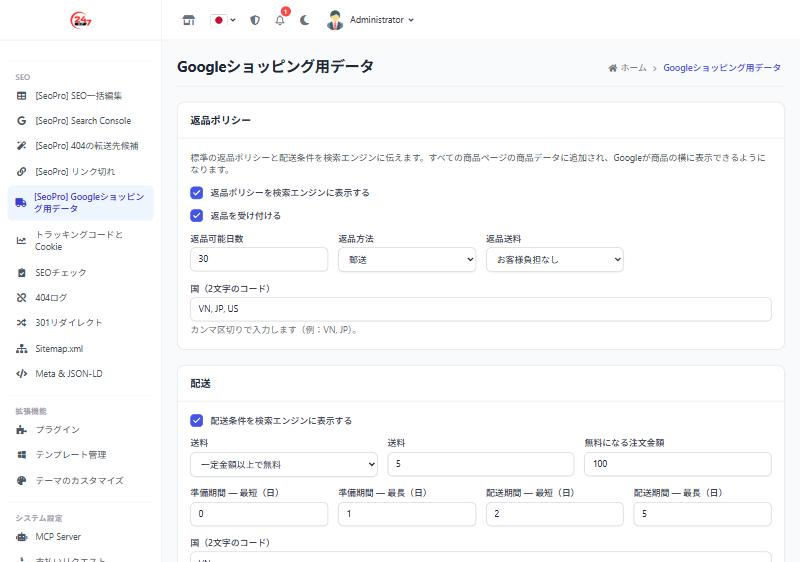 247
1
Administrator
SEO
[SeoPro] SEO一括編集
[SeoPro] Search Console
[SeoPro] 404の転送先候補
[SeoPro] リンク切れ
[SeoPro] Googleショッピン
グ用データ
トラッキングコードと
Cookie
SEOチェック
404ログ
301リダイレクト
Sitemap.xml
Meta & JSON-LD
拡張機能
プラグイン
テンプレート管理
テーマのカスタマイズ
システム設定
MCP Server
支払いリクエスト
Googleショッピング用データ
ホーム > Googleショッピング用データ
返品ポリシー
標準の返品ポリシーと配送条件を検索エンジンに伝えます。すべての商品ページの商品データに追加され、Googleが商品の横に表示できるように
なります。
返品ポリシーを検索エンジンに表示する
返品を受け付ける
返品可能日数 返品方法 返品送料
30 郵送 お客様負担なし
国（2文字のコード）
VN, JP, US
カンマ区切りで入力します（例：VN, JP）。
配送
配送条件を検索エンジンに表示する
送料 送料 無料になる注文金額
一定金額以上で無料 5 100
準備期間 — 最短（日） 準備期間 — 最長（日） 配送期間 — 最短（日） 配送期間 — 最長（日）
0 1 2 5
国（2文字のコード）